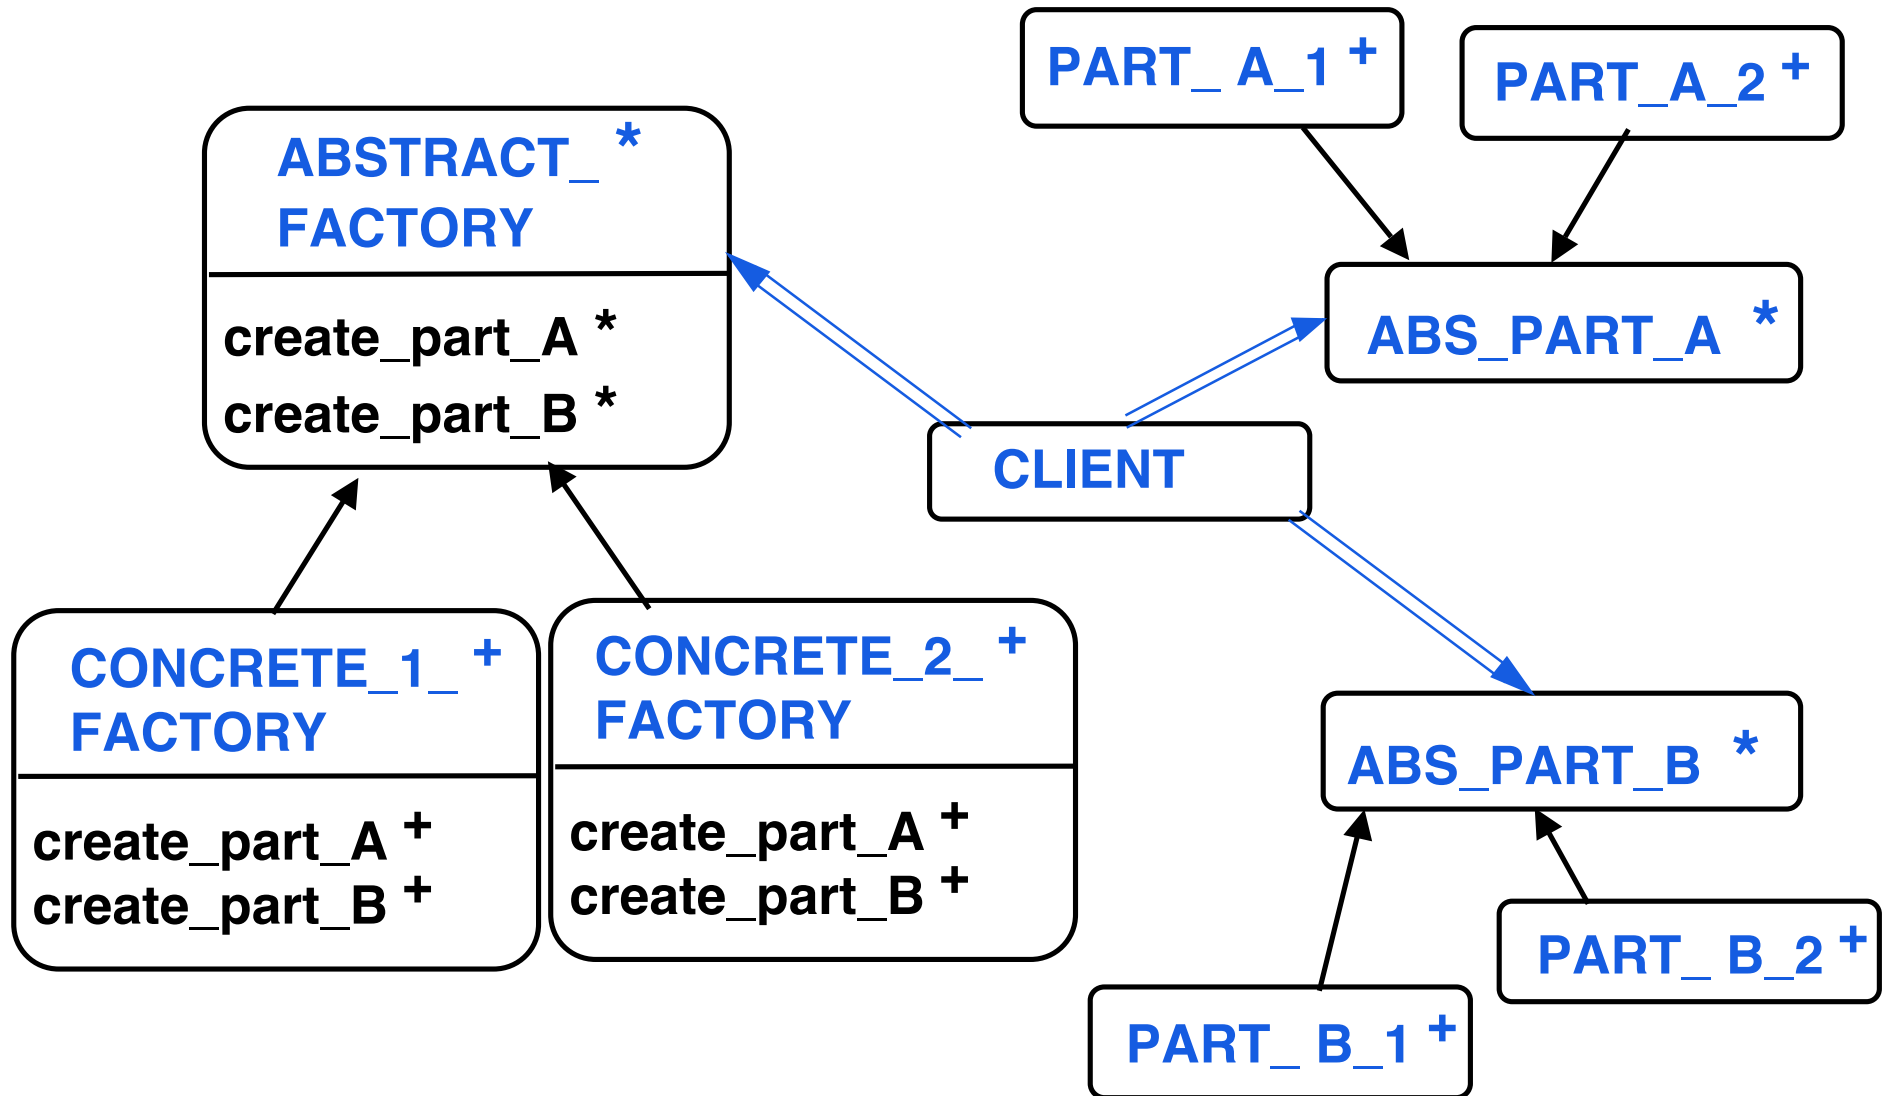 PART_ A_1 +
PART_A_2 +
ABSTRACT_ *
FACTORY
create_part_A *
create_part_B *
ABS_PART_A *
CLIENT
CONCRETE_1_ +
FACTORY
create_part_A +
create_part_B +
CONCRETE_2_ +
FACTORY
create_part_A +
create_part_B +
ABS_PART_B *
PART_ B_2 +
PART_ B_1 +